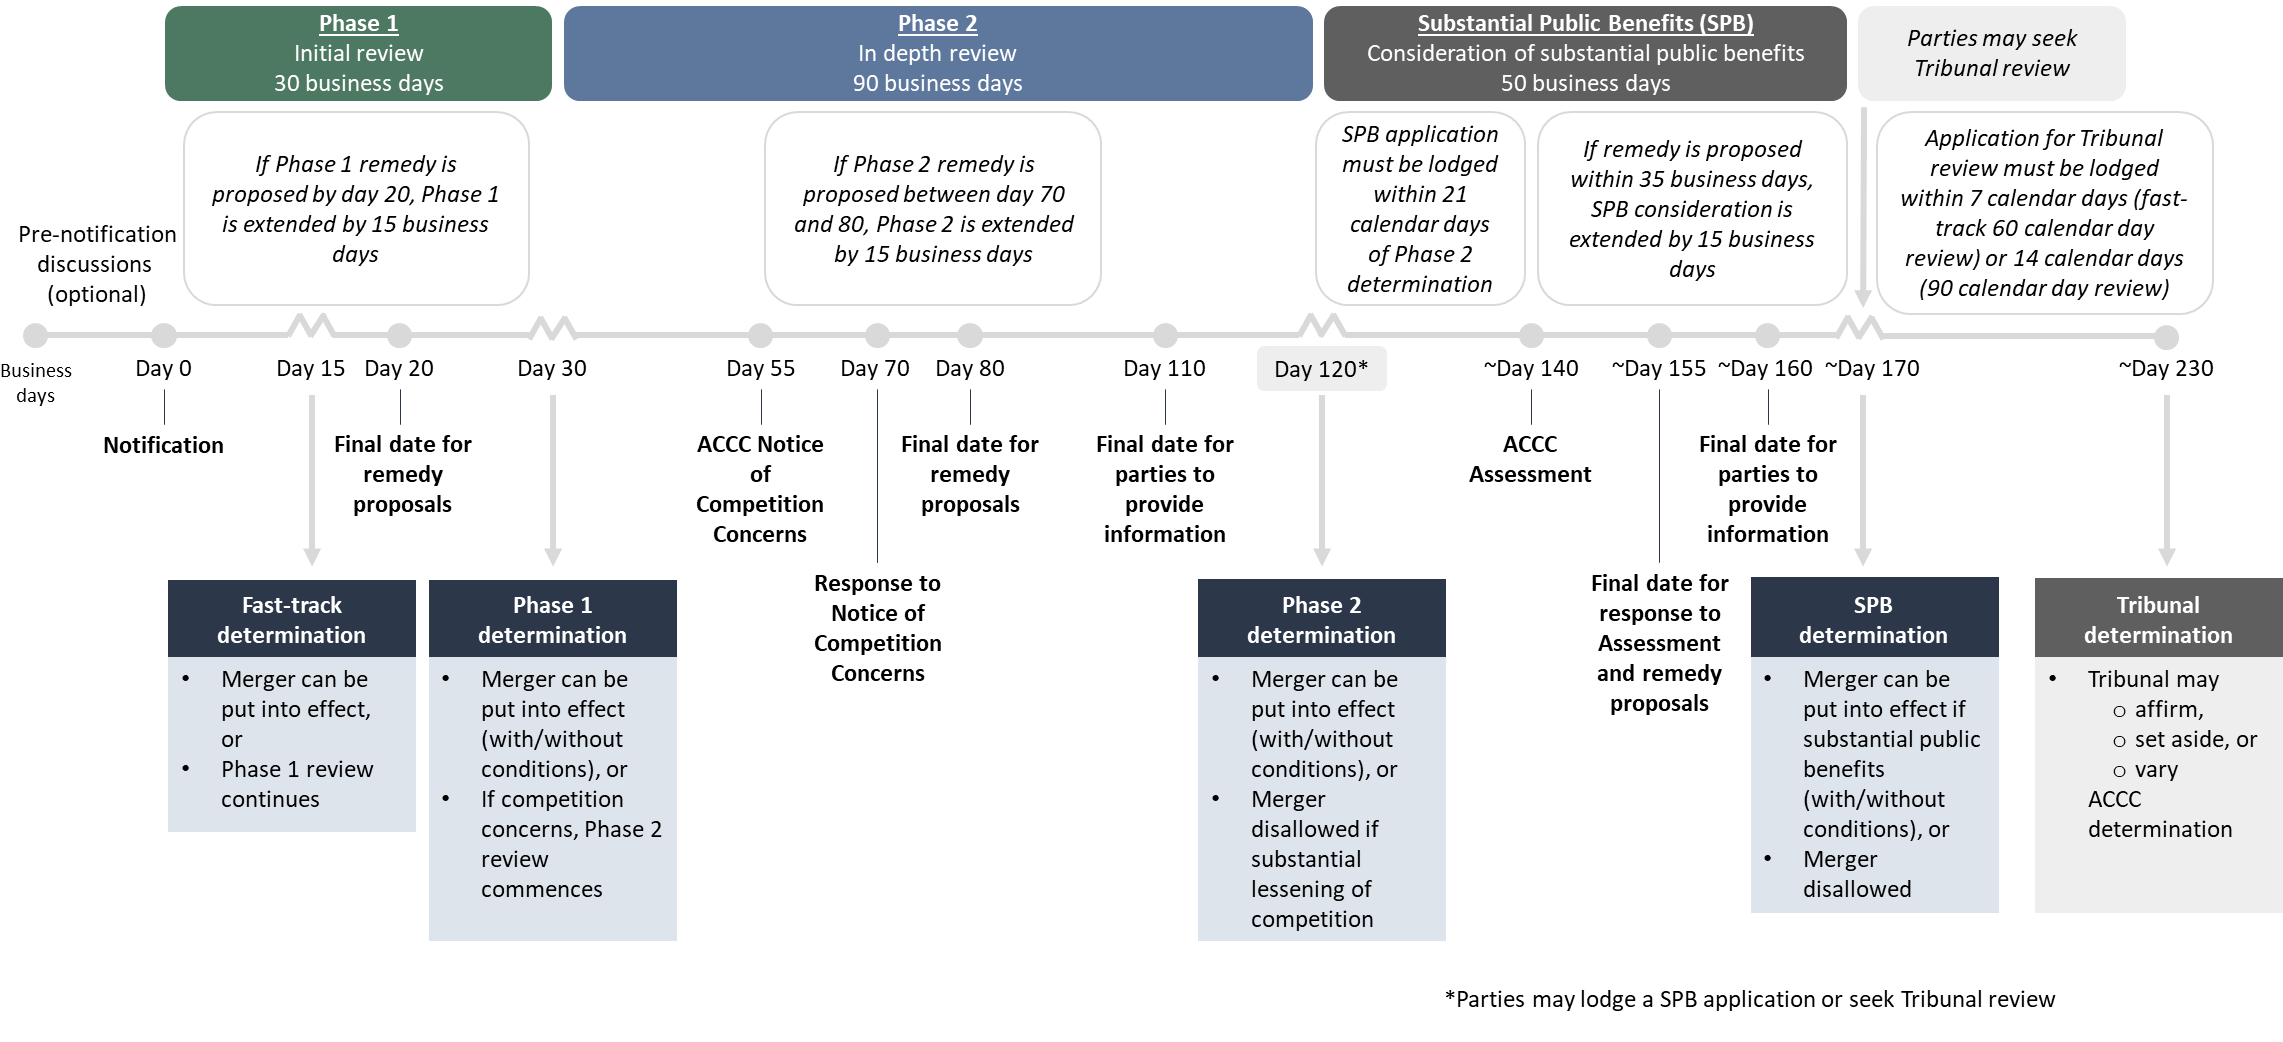 Phase 1
Initial review
30 business days
Phase 2
In depth review
90 business days
Substantial Public Benefits (SPB)
Consideration of substantial public benefits
50 business days
Parties may seek
Tribunal review
If Phase 1 remedy is
proposed by day 20, Phase 1
is extended by 15 business
days
If Phase 2 remedy is
proposed between day 70
and 80, Phase 2 is extended
by 15 business days
SPB application
must be lodged
within 21
calendar days
of Phase 2
determination
If remedy is proposed
within 35 business days,
SPB consideration is
extended by 15 business
days
Application for Tribunal
review must be lodged
within 7 calendar days (fast-
track 60 calendar day
review) or 14 calendar days
(90 calendar day review)
Pre-notification
discussions
(optional)
Business
days
Day 0
Day 15
Day 20
Day 30
Day 55
Day 70
Day 80
Day 110
Day 120*
~Day 140
~Day 155
~Day 160
~Day 170
~Day 230
Notification
Final date for
remedy
proposals
ACCC Notice
of
Competition
Concerns
Response to
Notice of
Competition
Concerns
Final date for
remedy
proposals
Final date for
parties to
provide
information
ACCC
Assessment
Final date for
response to
Assessment
and remedy
proposals
Final date for
parties to
provide
information
Fast-track
determination
• Merger can be
put into effect,
or
• Phase 1 review
continues
Phase 1
determination
• Merger can be
put into effect
(with/without
conditions), or
• If competition
concerns, Phase 2
review
commences
Phase 2
determination
• Merger can be
put into effect
(with/without
conditions), or
• Merger
disallowed if
substantial
lessening of
competition
SPB
determination
• Merger can be
put into effect if
substantial public
benefits
(with/without
conditions), or
• Merger
disallowed
Tribunal
determination
• Tribunal may
o affirm,
o set aside, or
o vary
ACCC
determination
*Parties may lodge a SPB application or seek Tribunal review